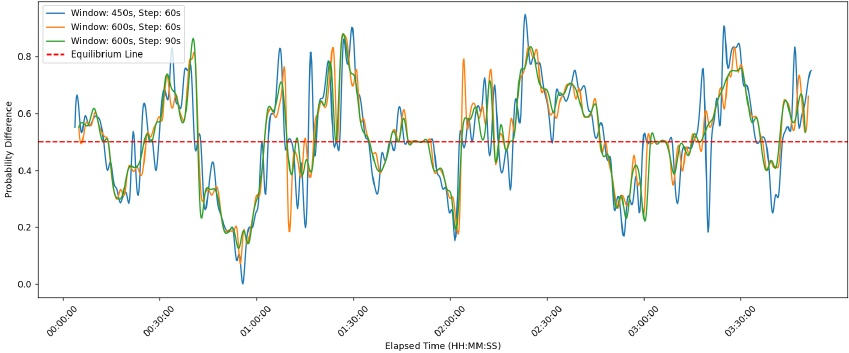 Window: 450s, Step: 60s
Window: 600s, Step: 60s
Window: 600s, Step: 90s
Equilibrium Line
Probability Difference
0.8
0.6
0.4
0.2
0.0
00:00:00
00:30:00
01:00:00
01:30:00
02:00:00
02:30:00
03:00:00
03:30:00
Elapsed Time (HH:MM:SS)